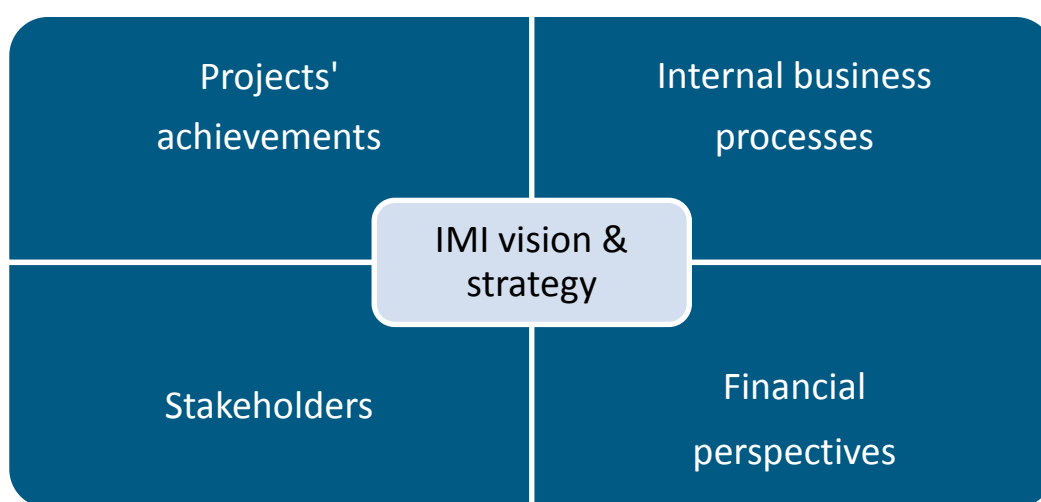 Projects'
achievements
Internal business
processes
IMI vision &
strategy
Stakeholders
Financial
perspectives